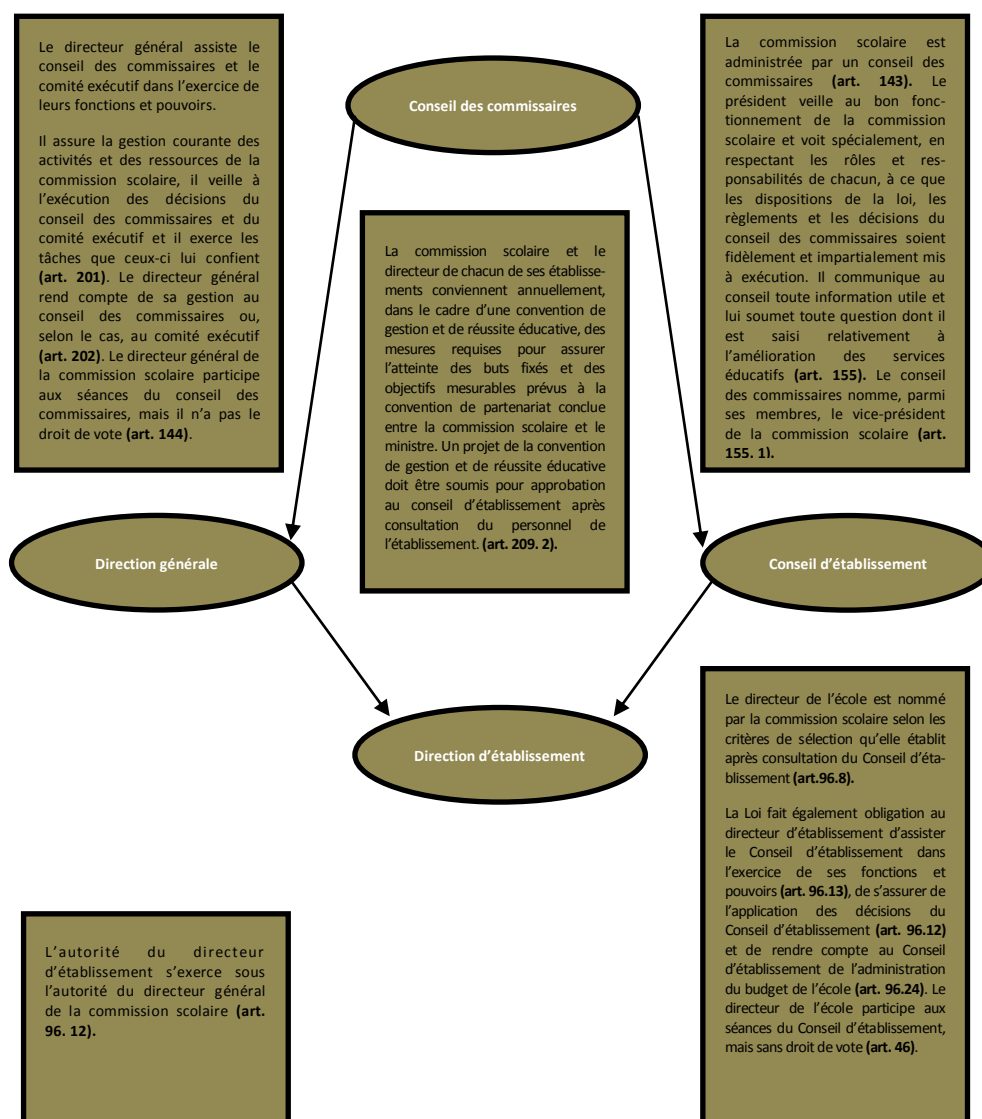 Le directeur général assiste le
conseil des commissaires et le
comité exécutif dans l'exercice de
leurs fonctions et pouvoirs.
Il assure la gestion courante des
activités et des ressources de la
commission scolaire, il veille à
l'exécution des décisions du
conseil des commissaires et du
comité exécutif et il exerce les
tâches que ceux-ci lui confient
(art. 201). Le directeur général
rend compte de sa gestion au
conseil des commissaires ou,
selon le cas, au comité exécutif
(art. 202). Le directeur général de
la commission scolaire participe
aux séances du conseil des
commissaires, mais il n'a pas le
droit de vote (art. 144).
Conseil des commissaires
La commission scolaire est
administrée par un conseil des
commissaires (art. 143). Le
président veille au bon fonc-
tionnement de la commission
scolaire et voit spécialement, en
respectant les rôles et res-
ponsabilités de chacun, à ce que
les dispositions de la loi, les
règlements et les décisions du
conseil des commissaires soient
fidèlement et impartialement mis
à exécution. Il communique au
conseil toute information utile et
lui soumet toute question dont il
est saisi relativement à
l'amélioration des services
éducatifs (art. 155). Le conseil
des commissaires nomme, parmi
ses membres, le vice-président
de la commission scolaire (art.
155. 1).
La commission scolaire et le
directeur de chacun de ses établisse-
ments conviennent annuellement,
dans le cadre d'une convention de
gestion et de réussite éducative, des
mesures requises pour assurer
l'atteinte des buts fixés et des
objectifs mesurables prévus à la
convention de partenariat conclue
entre la commission scolaire et le
ministre. Un projet de la convention
de gestion et de réussite éducative
doit être soumis pour approbation
au conseil d'établissement après
consultation du personnel de
l'établissement. (art. 209. 2).
Direction générale
Conseil d'établissement
Direction d'établissement
Le directeur de l'école est nommé
par la commission scolaire selon les
critères de sélection qu'elle établit
après consultation du Conseil d'éta-
blissement (art.96.8).
La Loi fait également obligation au
directeur d'établissement d'assister
le Conseil d'établissement dans
l'exercice de ses fonctions et
pouvoirs (art. 96.13), de s'assurer de
l'application des décisions du
Conseil d'établissement (art. 96.12)
et de rendre compte au Conseil
d'établissement de l'administration
du budget de l'école (art. 96.24). Le
directeur de l'école participe aux
séances du Conseil d'établissement,
mais sans droit de vote (art. 46).
L'autorité du directeur
d'établissement s'exerce sous
l'autorité du directeur général
de la commission scolaire (art.
96. 12).